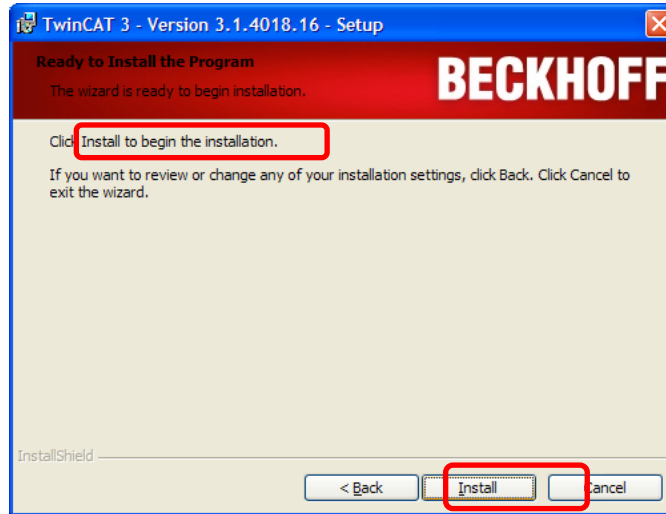 TwinCAT 3 - Version 3.1.4018.16 - Setup
Ready to Install the Program
The wizard is ready to begin installation.
BECKHOFF
Click Install to begin the installation.
If you want to review or change any of your installation settings, click Back. Click Cancel to
exit the wizard.
InstallShield
< Back
Install
Cancel